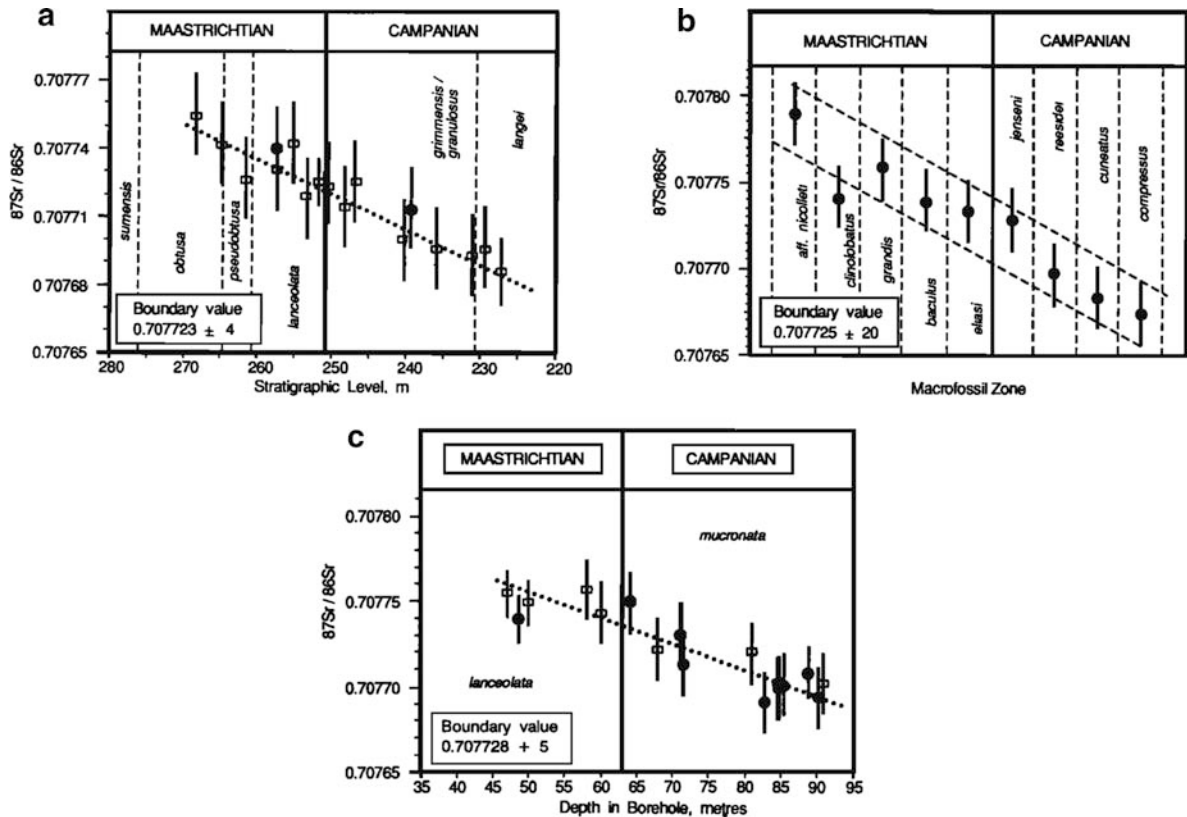 a
MAASTRICHTIAN
CAMPANIAN
87Sr / 86Sr
0.707777
0.70774
0.70771
0.70768
0.70765
sumensis
obtusa
pseudobtusa
lanceolata
grimmensis /
granulosus
langei
Boundary value
0.707723 ± 4
280
270
260
250
240
230
220
Stratigraphic Level, m
b
MAASTRICHTIAN
CAMPANIAN
87Sr/86Sr
0.70780
0.70775
0.70770
0.70765
aff. nicolleti
clinolobatus
grandis
baculus
eliasi
jenseni
reesidei
cuneatus
compressus
Boundary value
0.707725 ± 20
Macrofossil Zone
c
MAASTRICHTIAN
CAMPANIAN
87Sr / 86Sr
0.70780
0.70775
0.70770
0.70765
mucronata
lanceolata
Boundary value
0.707728 + 5
35
45
50
55
60
65
70
75
80
85
90
95
Depth in Borehole, metres